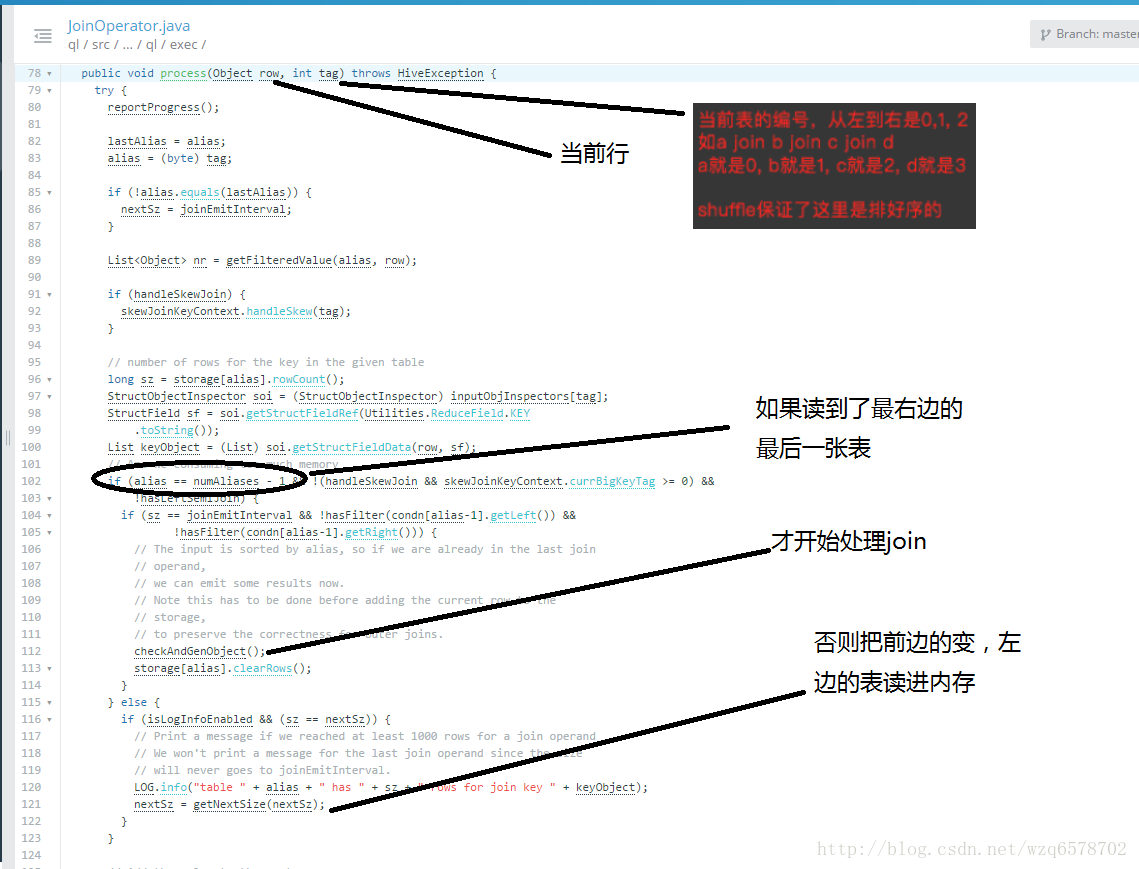 JoinOperator.java
ql / src / ... / ql / exec /
Branch: master
78 public void process(Object row, int tag) throws HiveException {
79 try {
80 reportProgress();
81
82 lastAlias = alias;
83 alias = (byte) tag;
84
85 if (!alias.equals(lastAlias)) {
86 nextSz = joinEmitInterval;
87 }
88
89 List<Object> nr = getFilteredValue(alias, row);
90
91 if (handleSkewJoin) {
92 skewJoinKeyContext.handleSkew(tag);
93 }
94
95 // number of rows for the key in the given table
96 long sz = storage[alias].rowCount();
97 StructObjectInspector soi = (StructObjectInspector) inputObjInspectors[tag];
98 StructField sf = soi.getStructFieldRef(Utilities.ReduceField.KEY
99 .toString());
100 List keyObject = (List) soi.getStructFieldData(row, sf);
101 // consuming much memory
102 if (alias == numAliases - 1 && !(handleSkewJoin && skewJoinKeyContext.currBigKeyTag >= 0) &&
103 !hasLeftSemiJoin) {
104 if (sz == joinEmitInterval && !hasFilter(condn[alias-1].getLeft()) &&
105 !hasFilter(condn[alias-1].getRight())) {
106 // The input is sorted by alias, so if we are already in the last join
107 // operand,
108 // we can emit some results now.
109 // Note this has to be done before adding the current row to the
110 // storage,
111 // to preserve the correctness for outer joins.
112 checkAndGenObject();
113 storage[alias].clearRows();
114 }
115 } else {
116 if (isLogInfoEnabled && (sz == nextSz)) {
117 // Print a message if we reached at least 1000 rows for a join operand
118 // We won't print a message for the last join operand since the size
119 // will never goes to joinEmitInterval.
120 LOG.info("table " + alias + " has " + sz + " rows for join key " + keyObject);
121 nextSz = getNextSize(nextSz);
122 }
123 }
124
当前行
当前表的编号，从左到右是0,1, 2
如a join b join c join d
a就是0, b就是1, c就是2, d就是3
shuffle保证了这里是排好序的
如果读到了最右边的
最后一张表
才开始处理join
否则把前边的变，左
边的表读进内存
http://blog.csdn.net/wzq6578702